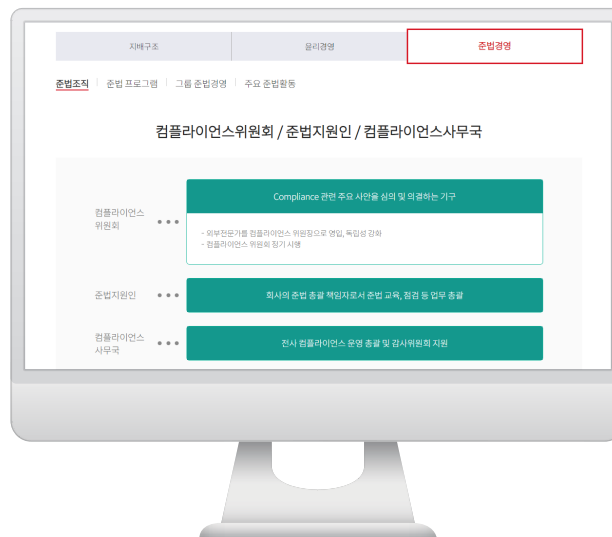 지배구조
윤리경영
준법경영
준법조직 준법 프로그램 그룹 준법경영 주요 준법활동
컴플라이언스위원회 / 준법지원인 / 컴플라이언스사무국
컴플라이언스
위원회
Compliance 관련 주요 사안을 심의 및 의결하는 기구
- 외부전문가를 컴플라이언스 위원장으로 영입, 독립성 강화
- 컴플라이언스 위원회 정기 시행
준법지원인
회사의 준법 총괄 책임자로서 준법 교육, 점검 등 업무 총괄
컴플라이언스
사무국
전사 컴플라이언스 운영 총괄 및 감사위원회 지원